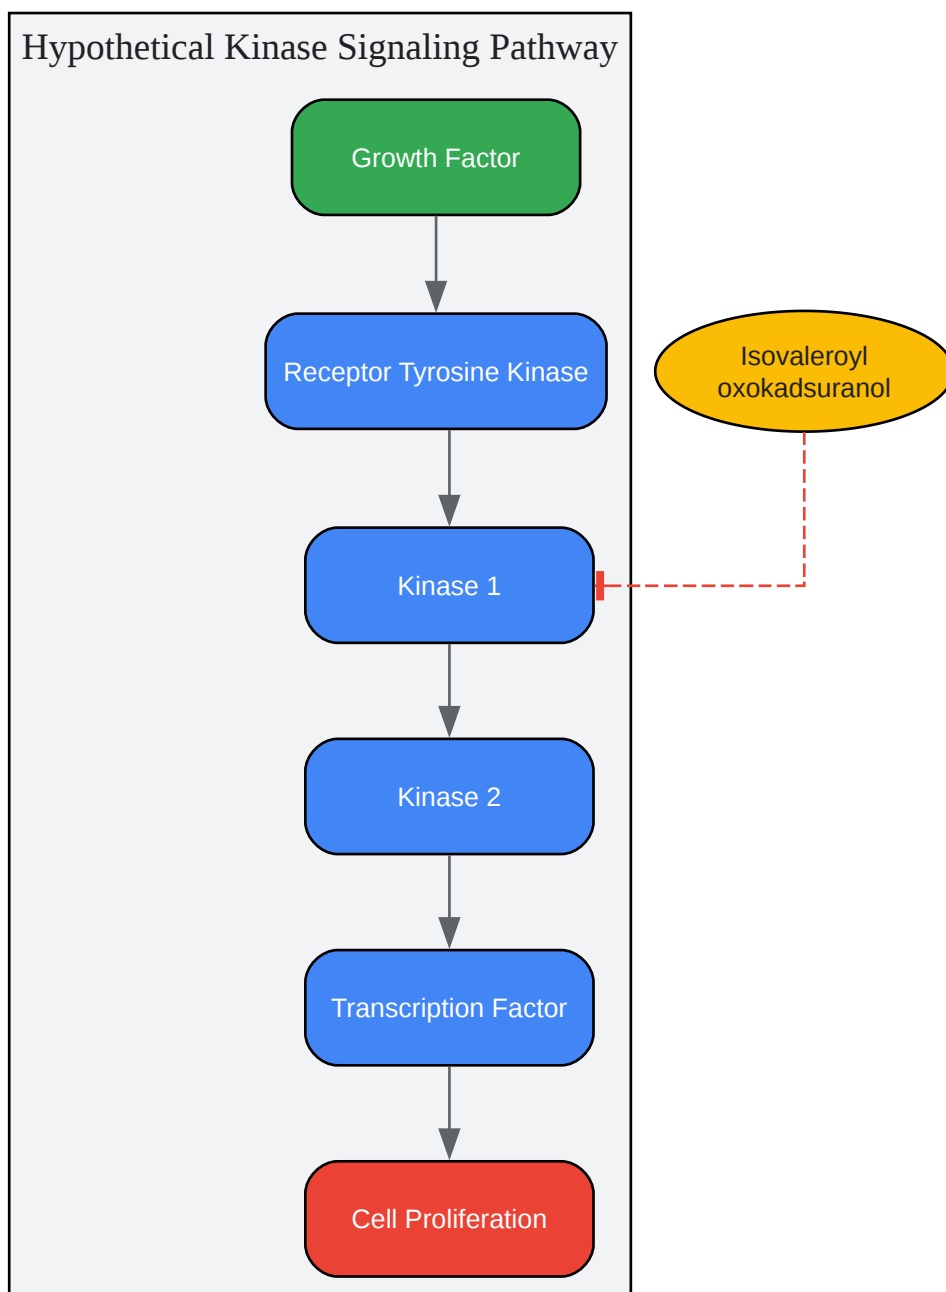 Hypothetical Kinase Signaling Pathway
Growth Factor
Receptor Tyrosine Kinase
Isovaleroyl
oxokadsuranol
Kinase 1
Kinase 2
Transcription Factor
Cell Proliferation